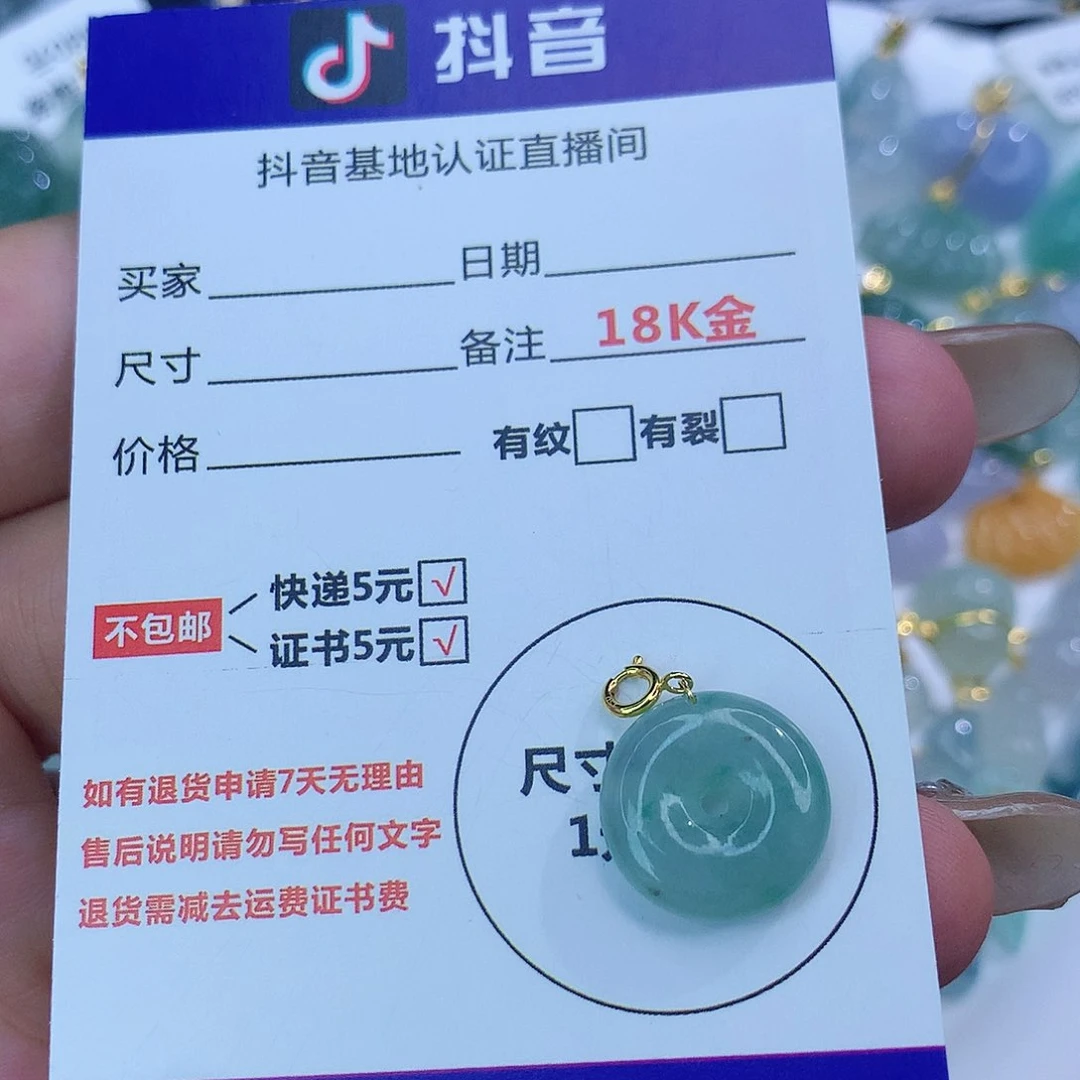 抖音
抖音基地认证直播间
买家 日期
尺寸 备注 18K金
价格 有纹 有裂
快递5元 √
不包邮
证书5元 √
尺寸
如有退货申请7天无理由
售后说明请勿写任何文字
退货需减去运费证书费